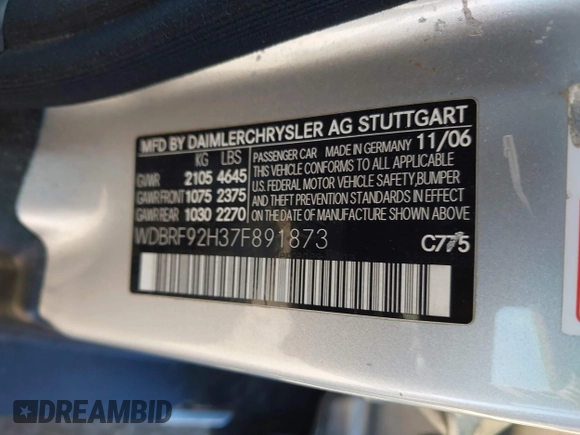 MFD BY DAIMLERCHRYSLER AG STUTTGART
KG LBS
GVWR 2105 4645
GAWR FRONT 1075 2375
GAWR REAR 1030 2270
PASSENGER CAR MADE IN GERMANY 11/06
THIS VEHICLE CONFORMS TO ALL APPLICABLE
U.S. FEDERAL MOTOR VEHICLE SAFETY, BUMPER
AND THEFT PREVENTION STANDARDS IN EFFECT
ON THE DATE OF MANUFACTURE SHOWN ABOVE.
WDBRF92H37F891873
C775
DREAMBID